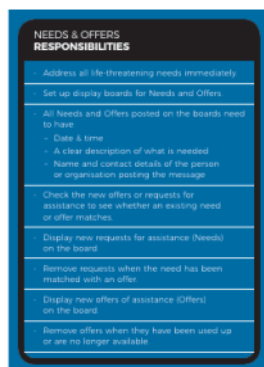 NEEDS & OFFERS
RESPONSIBILITIES
- Address all life-threatening needs immediately
- Set up display boards for Needs and Offers
- All Needs and Offers posted on the boards need
to have
- Date & time
- A clear description of what is needed
- Name and contact details of the person
or organisation posting the message
- Check the new offers or requests for
assistance to see whether an existing need
or offer matches.
- Display new requests for assistance (Needs)
on the board
- Remove requests when the need has been
matched with an offer.
- Display new offers of assistance (Offers)
on the board
- Remove offers when they have been used up
or are no longer available